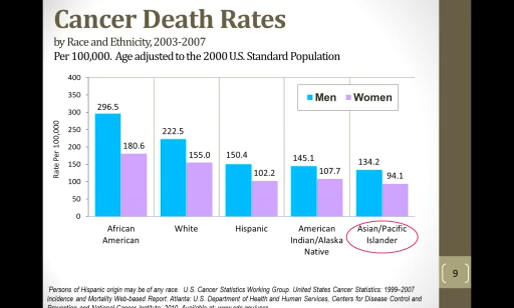 Cancer Death Rates
by Race and Ethnicity, 2003-2007
Per 100,000. Age adjusted to the 2000 U.S. Standard Population
Rate Per 100,000
400
350
300
250
200
150
100
50
0
Men Women
296.5
180.6
222.5
155.0
150.4
102.2
145.1
107.7
134.2
94.1
African
American
White
Hispanic
American
Indian/Alaska
Native
Asian/Pacific
Islander
9
Persons of Hispanic origin may be of any race. U.S. Cancer Statistics Working Group. United States Cancer Statistics: 1999–2007
Incidence and Mortality Web-based Report. Atlanta: U.S. Department of Health and Human Services, Centers for Disease Control and